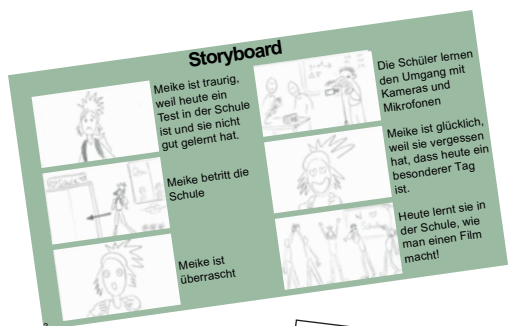 Storyboard
Meike ist traurig,
weil heute ein
Test in der Schule
ist und sie nicht
gut gelernt hat.
Meike betritt die
Schule
Meike ist
überrascht
Die Schüler lernen
den Umgang mit
Kameras und
Mikrofonen
Meike ist glücklich,
weil sie vergessen
hat, dass heute ein
besonderer Tag
ist.
Heute lernt sie in
der Schule, wie
man einen Film
macht!